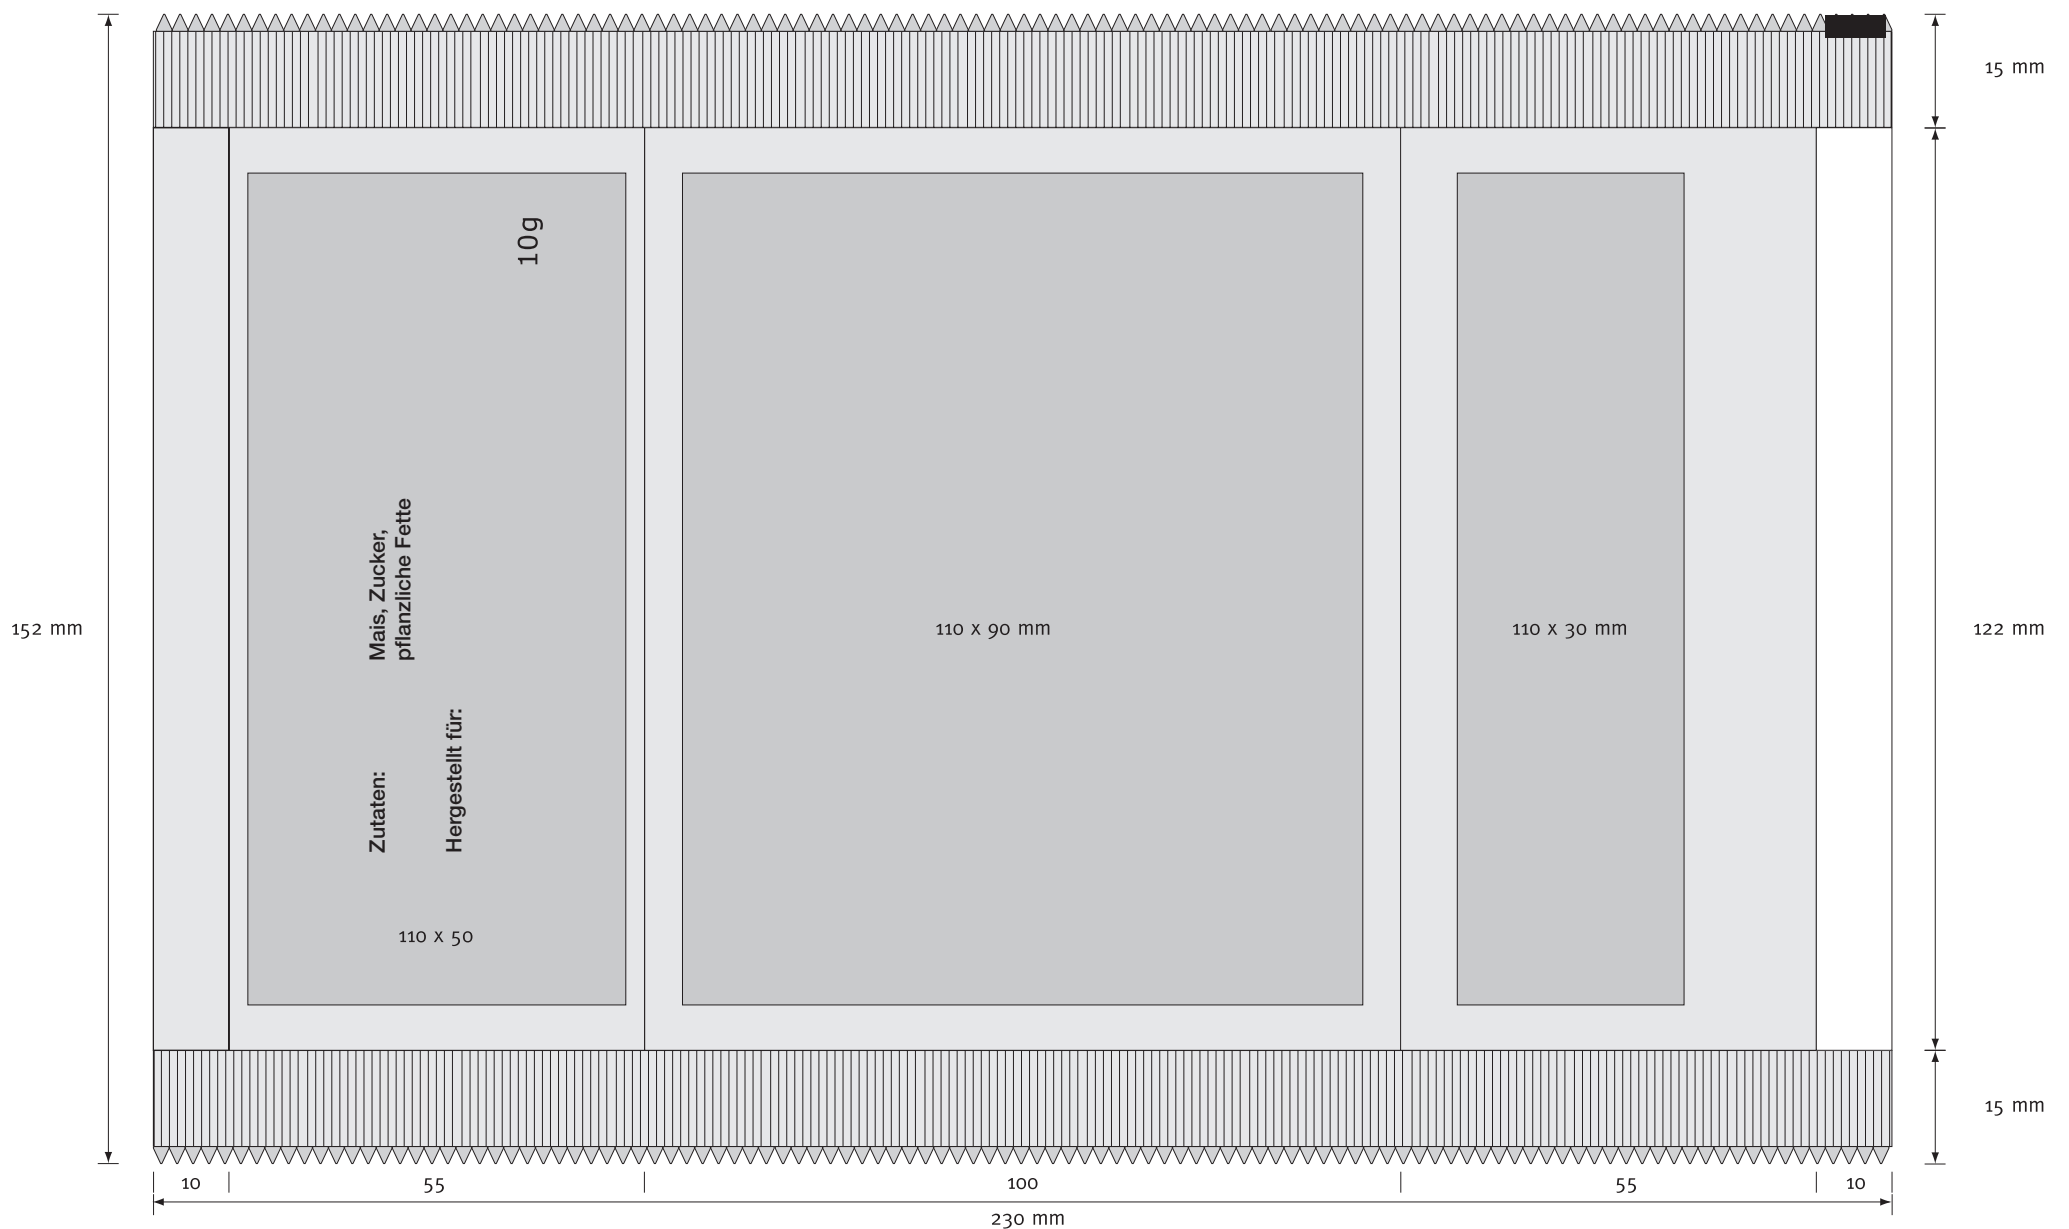 15 mm
10g
Mais, Zucker,
pflanzliche Fette
152 mm
110 x 90 mm
110 x 30 mm
122 mm
Zutaten:
Hergestellt für:
110 x 50
15 mm
10
55
100
55
10
230 mm